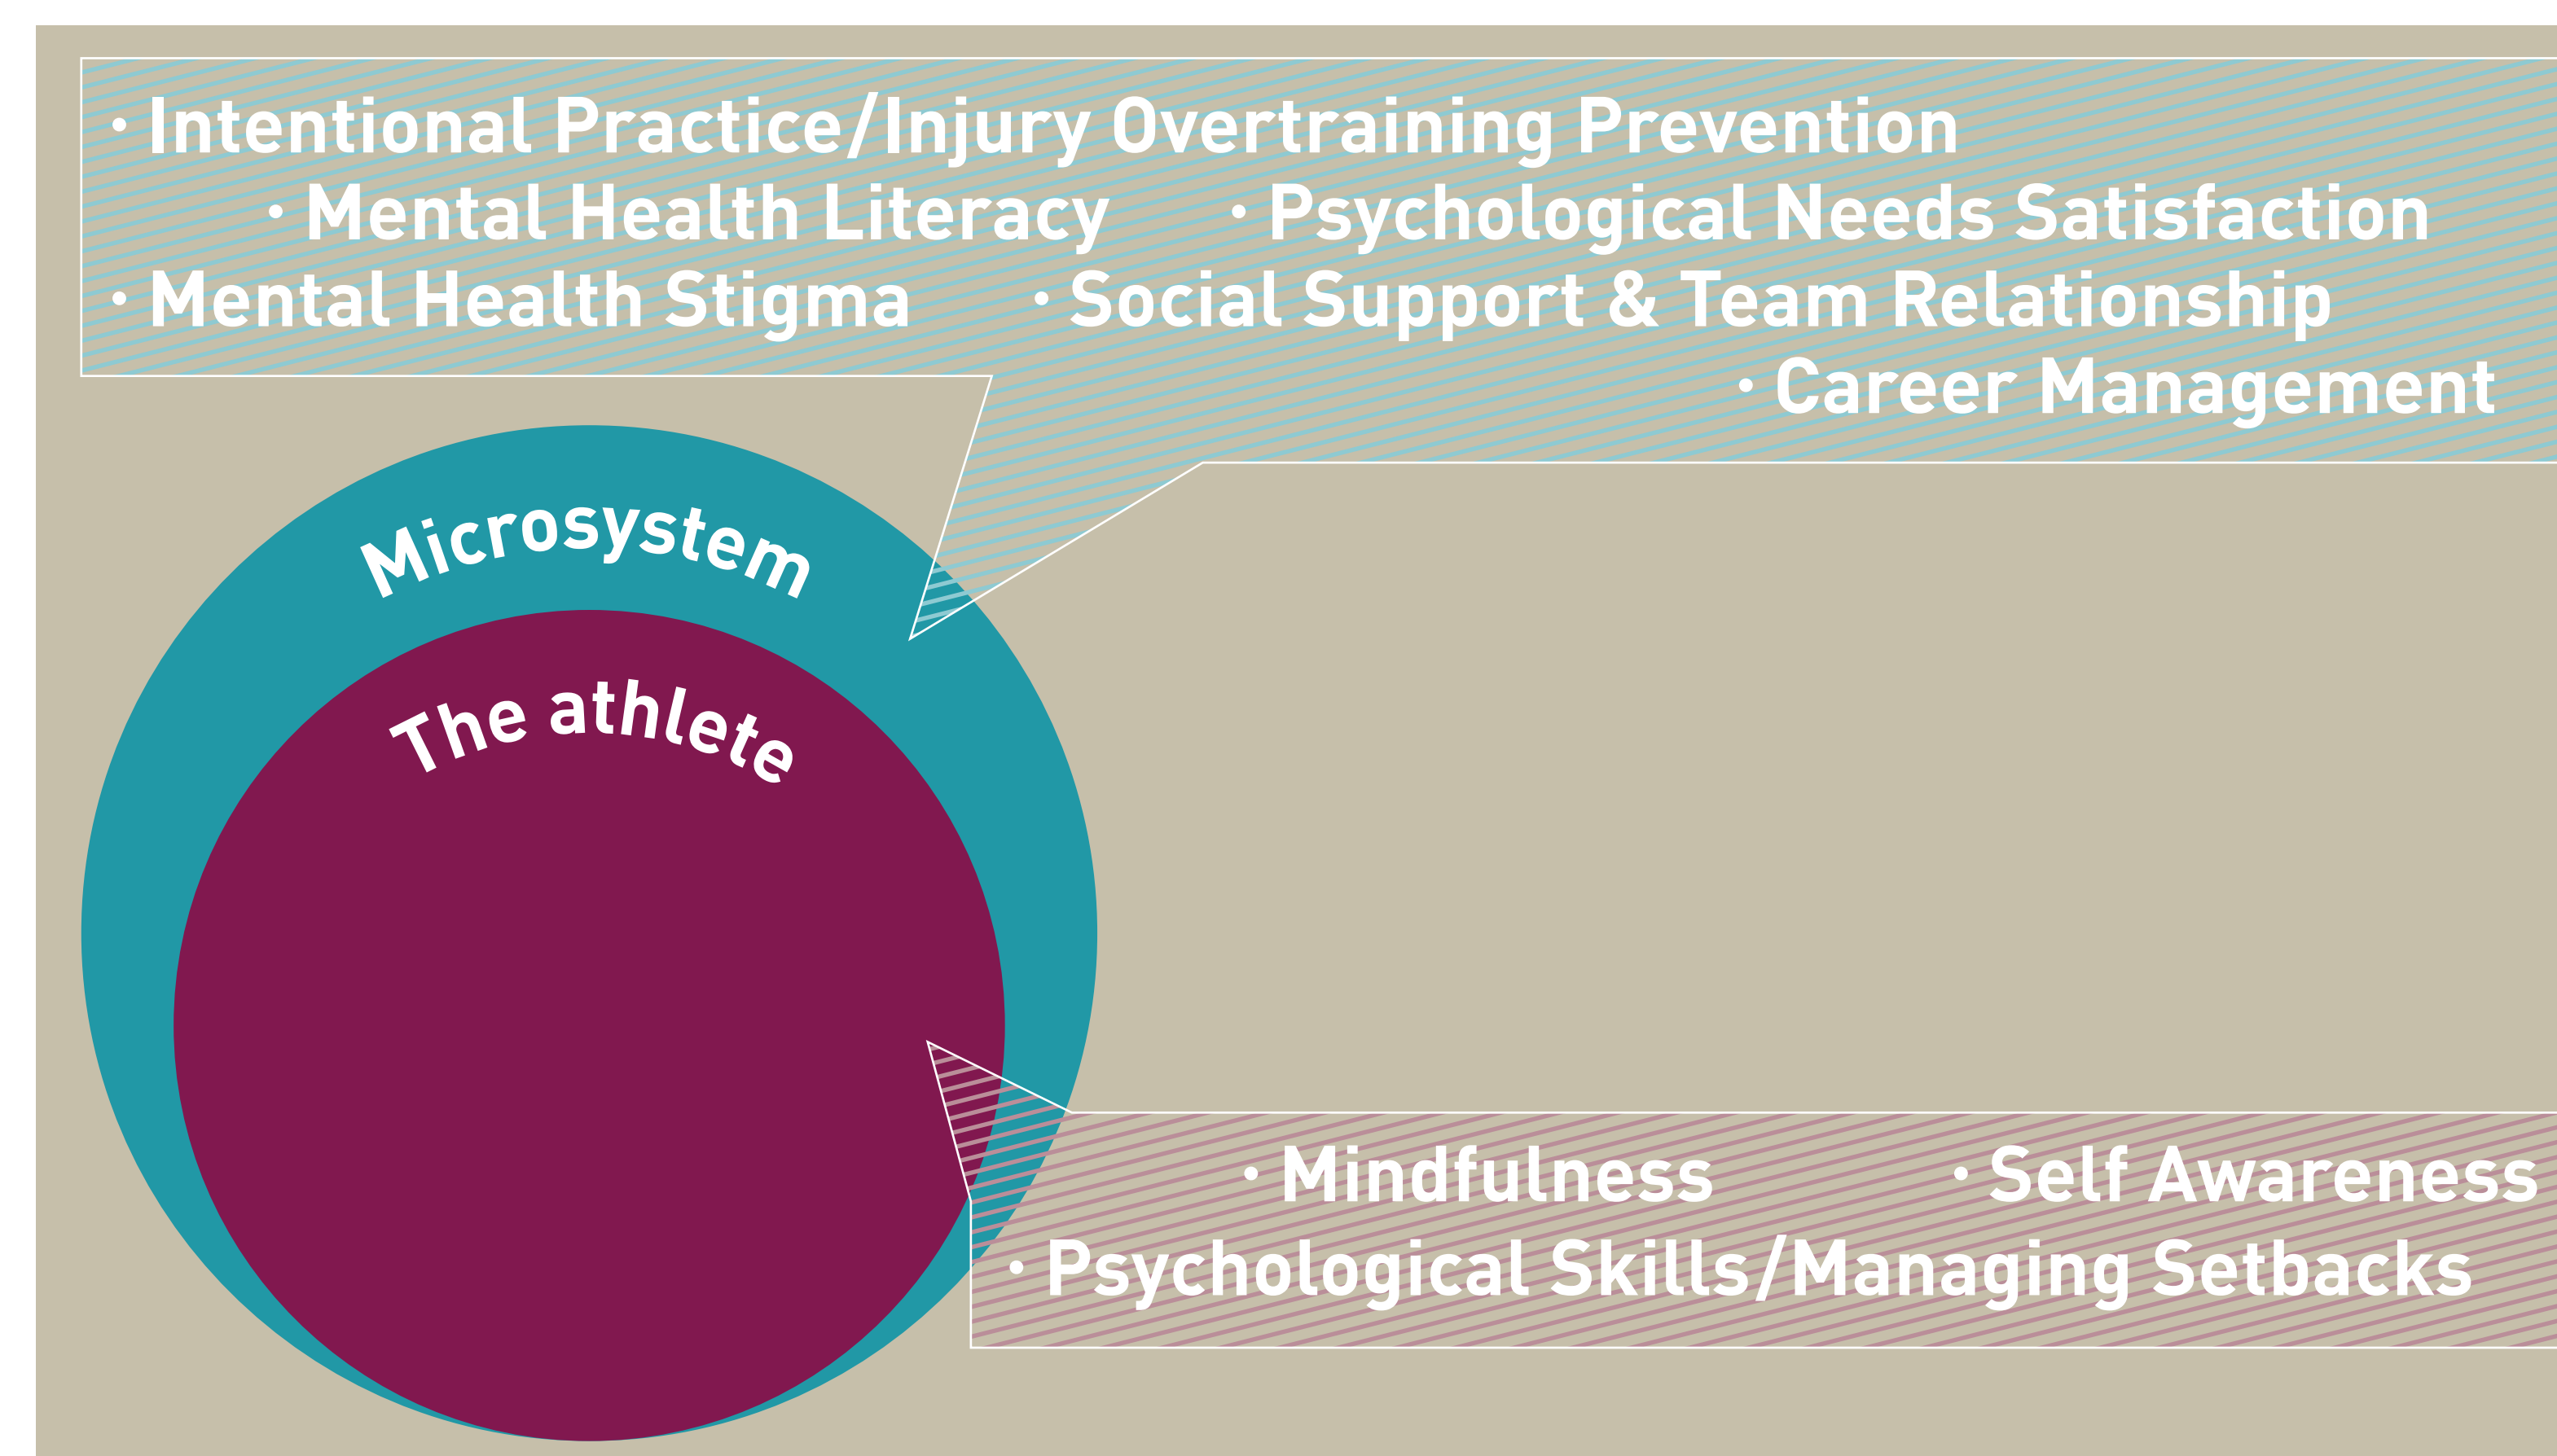 · Intentional Practice/Injury Overtraining Prevention
· Mental Health Literacy · Psychological Needs Satisfaction
· Mental Health Stigma · Social Support & Team Relationship
· Career Management
Microsystem
The athlete
· Mindfulness · Self Awareness
· Psychological Skills/Managing Setbacks